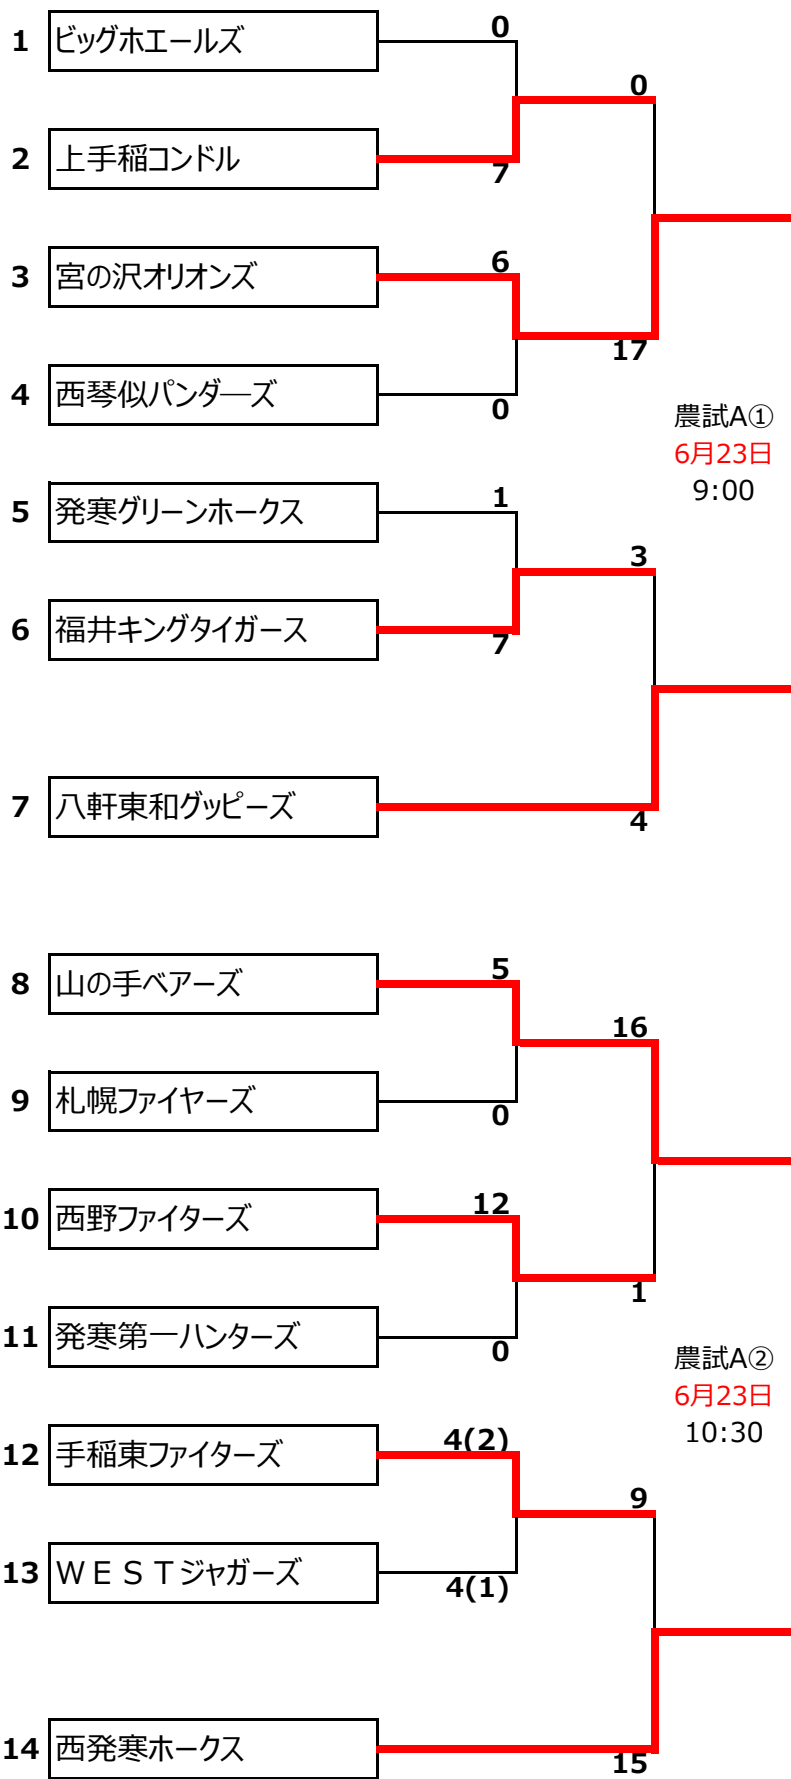 1 ビッグホエールズ 0
0
2 上手稲コンドル 7
3 宮の沢オリオンズ 6
17
4 西琴似パンダ―ズ 0
農試A①
6月23日
9:00
5 発寒グリーンホークス 1
3
6 福井キングタイガース 7
7 八軒東和グッピーズ 4
8 山の手ベアーズ 5
16
9 札幌ファイヤーズ 0
10 西野ファイターズ 12
1
11 発寒第一ハンターズ 0
農試A②
6月23日
10:30
12 手稲東ファイターズ 4(2)
9
13 ＷＥＳＴジャガーズ 4(1)
14 西発寒ホークス 15